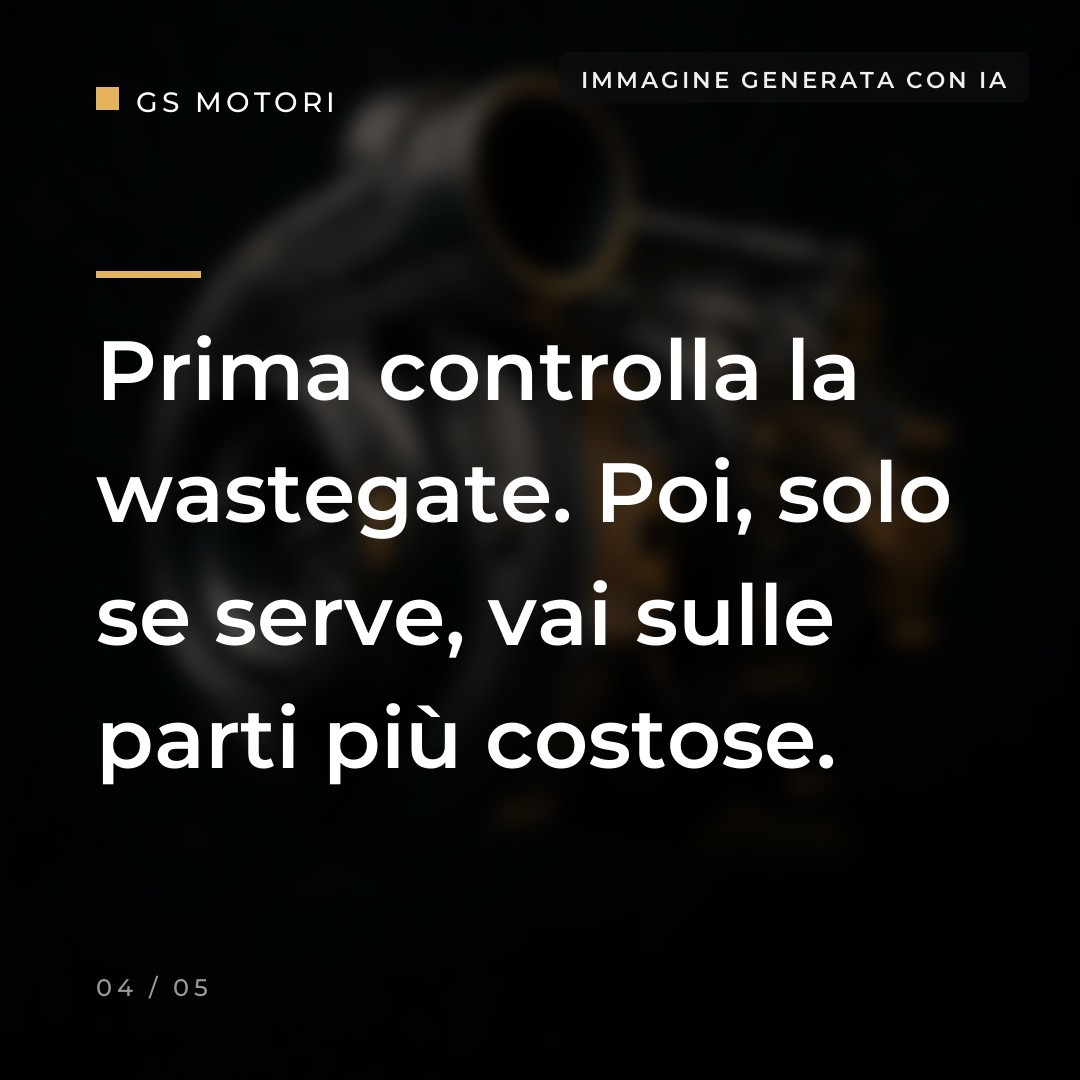 GS MOTORI
IMMAGINE GENERATA CON IA
Prima controlla la
wastegate. Poi, solo
se serve, vai sulle
parti più costose.
04 / 05